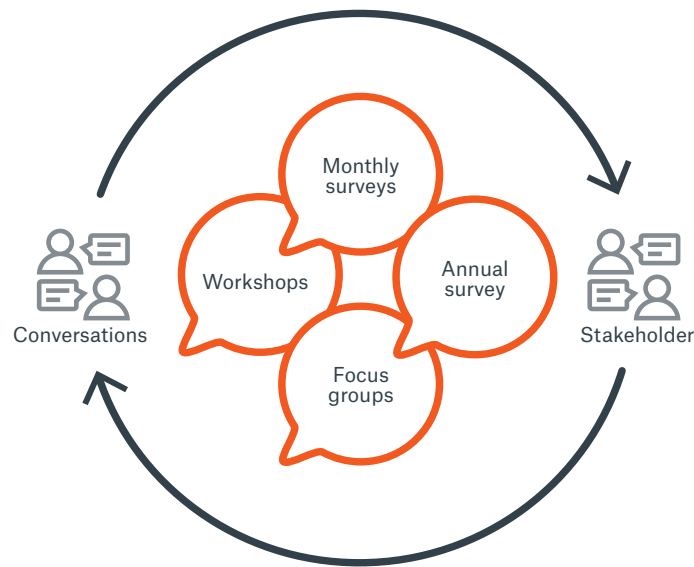 Monthly
surveys
Workshops
Annual
survey
Conversations
Stakeholder
Focus
groups